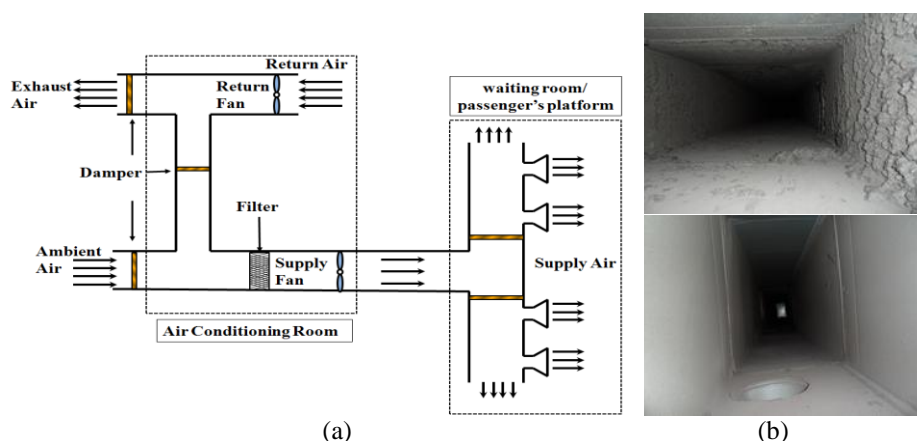 Return Air
Exhaust
Air
Return
Fan
waiting room/
passenger's platform
Damper
Filter
Ambient
Air
Supply
Fan
Supply Air
Air Conditioning Room
(a)
(b)